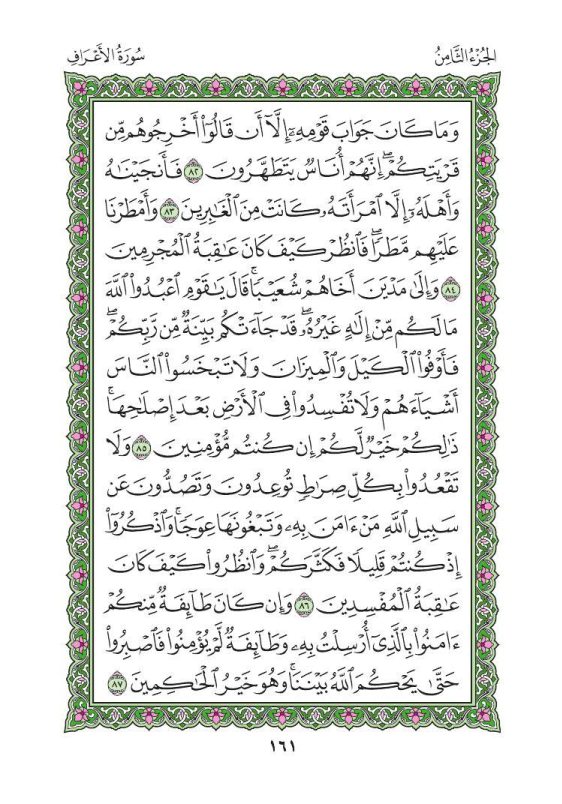 الجُزْءُ الثَّامِنُ
سُورَةُ الأَعْرَافِ
وَمَا كَانَ جَوَابَ قَوْمِهِۦٓ إِلَّآ أَن قَالُوٓا۟ أَخْرِجُوهُم مِّن
قَرْيَتِكُمْ ۖ إِنَّهُمْ أُنَاسٌ يَتَطَهَّرُونَ ٨٢ فَأَنجَيْنَٰهُ
وَأَهْلَهُۥٓ إِلَّا ٱمْرَأَتَهُۥ كَانَتْ مِنَ ٱلْغَٰبِرِينَ ٨٣ وَأَمْطَرْنَا
عَلَيْهِم مَّطَرًا ۖ فَٱنظُرْ كَيْفَ كَانَ عَٰقِبَةُ ٱلْمُجْرِمِينَ
٨٤ وَإِلَىٰ مَدْيَنَ أَخَاهُمْ شُعَيْبًا ۗ قَالَ يَٰقَوْمِ ٱعْبُدُوا۟ ٱللَّهَ
مَا لَكُم مِّنْ إِلَٰهٍ غَيْرُهُۥ ۖ قَدْ جَآءَتْكُم بَيِّنَةٌ مِّن رَّبِّكُمْ ۖ
فَأَوْفُوا۟ ٱلْكَيْلَ وَٱلْمِيزَانَ وَلَا تَبْخَسُوا۟ ٱلنَّاسَ
أَشْيَآءَهُمْ وَلَا تُفْسِدُوا۟ فِى ٱلْأَرْضِ بَعْدَ إِصْلَٰحِهَا ۚ
ذَٰلِكُمْ خَيْرٌ لَّكُمْ إِن كُنتُم مُّؤْمِنِينَ ٨٥ وَلَا
تَقْعُدُوا۟ بِكُلِّ صِرَٰطٍ تُوعِدُونَ وَتَصُدُّونَ عَن
سَبِيلِ ٱللَّهِ مَنْ ءَامَنَ بِهِۦ وَتَبْغُونَهَا عِوَجًا ۚ وَٱذْكُرُوٓا۟
إِذْ كُنتُمْ قَلِيلًا فَكَثَّرَكُمْ ۖ وَٱنظُرُوا۟ كَيْفَ كَانَ
عَٰقِبَةُ ٱلْمُفْسِدِينَ ٨٦ وَإِن كَانَ طَآئِفَةٌ مِّنكُمْ
ءَامَنُوا۟ بِٱلَّذِىٓ أُرْسِلْتُ بِهِۦ وَطَآئِفَةٌ لَّمْ يُؤْمِنُوا۟ فَٱصْبِرُوا۟
حَتَّىٰ يَحْكُمَ ٱللَّهُ بَيْنَنَا ۚ وَهُوَ خَيْرُ ٱلْحَٰكِمِينَ ٨٧
١٦١